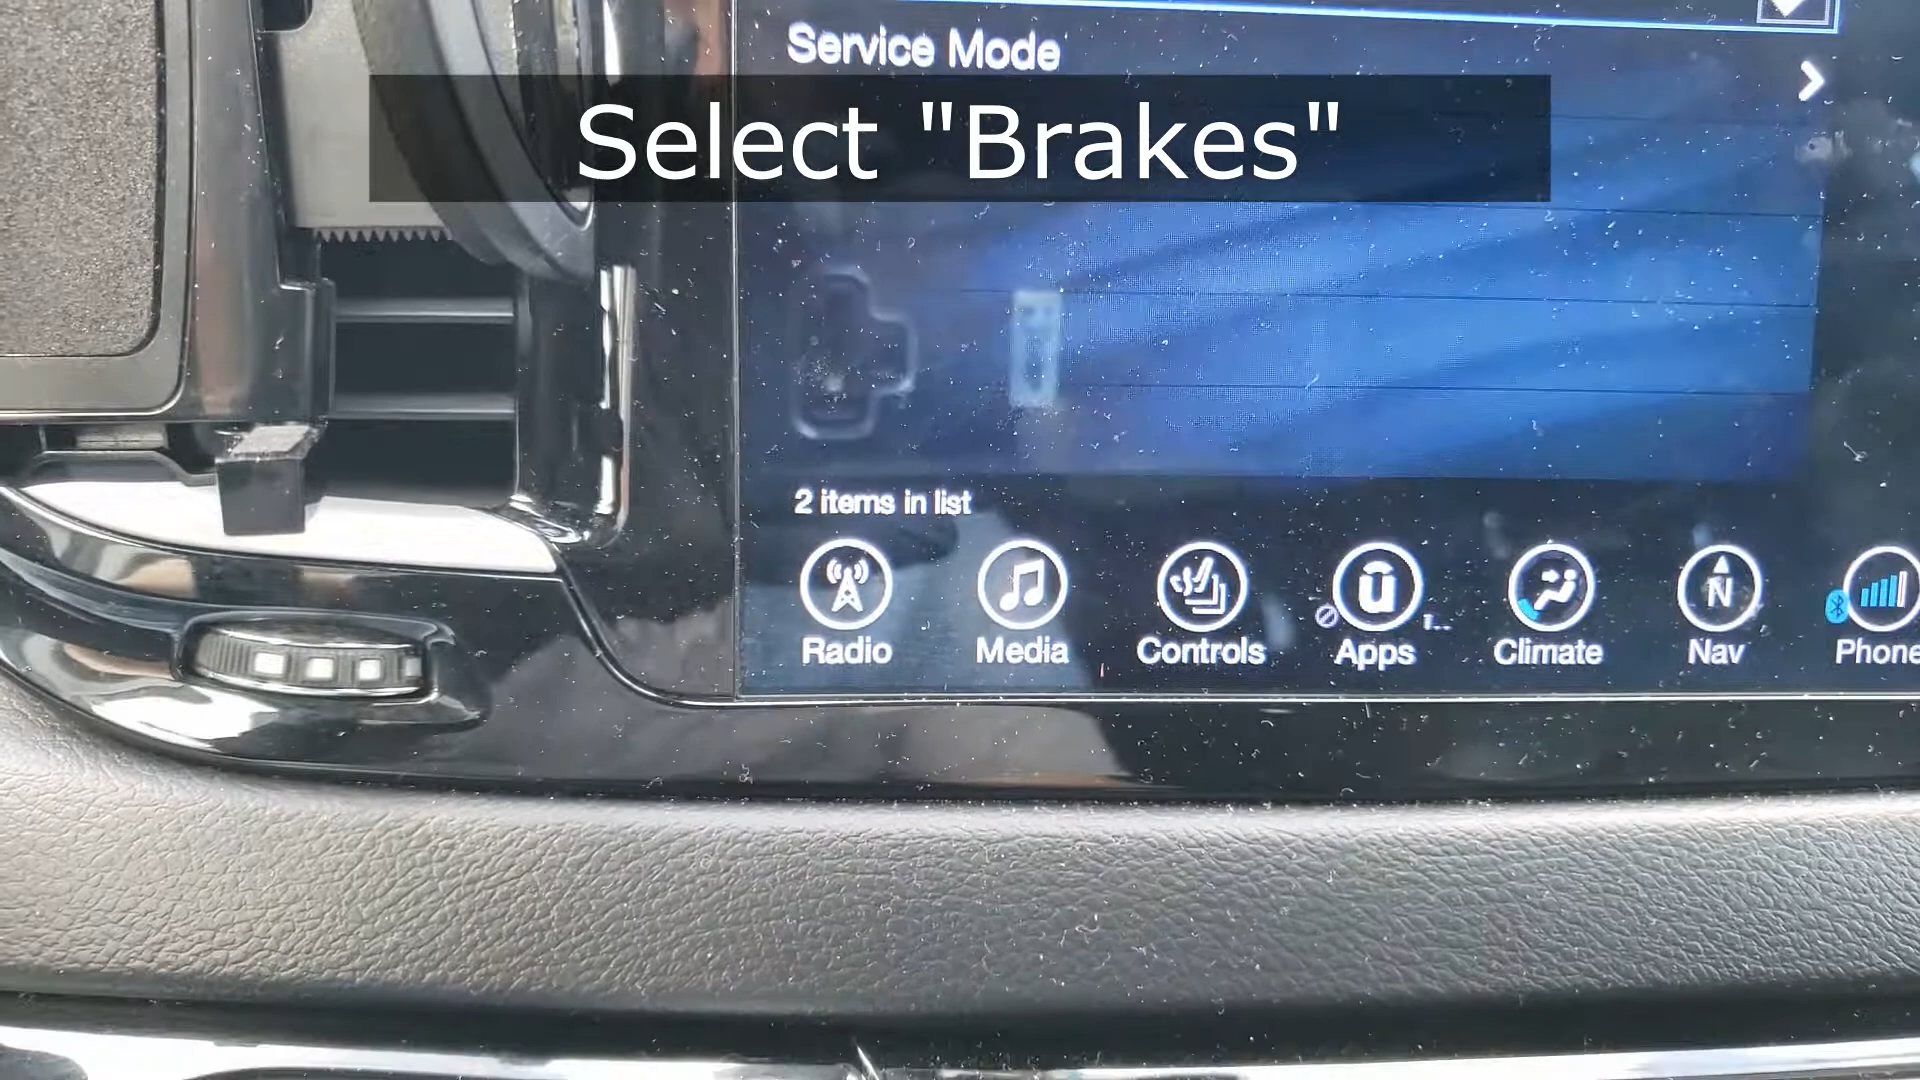 Service Mode
Select "Brakes"
2 items in list
Radio
Media
Controls
Apps
Climate
N
Nav
Phone